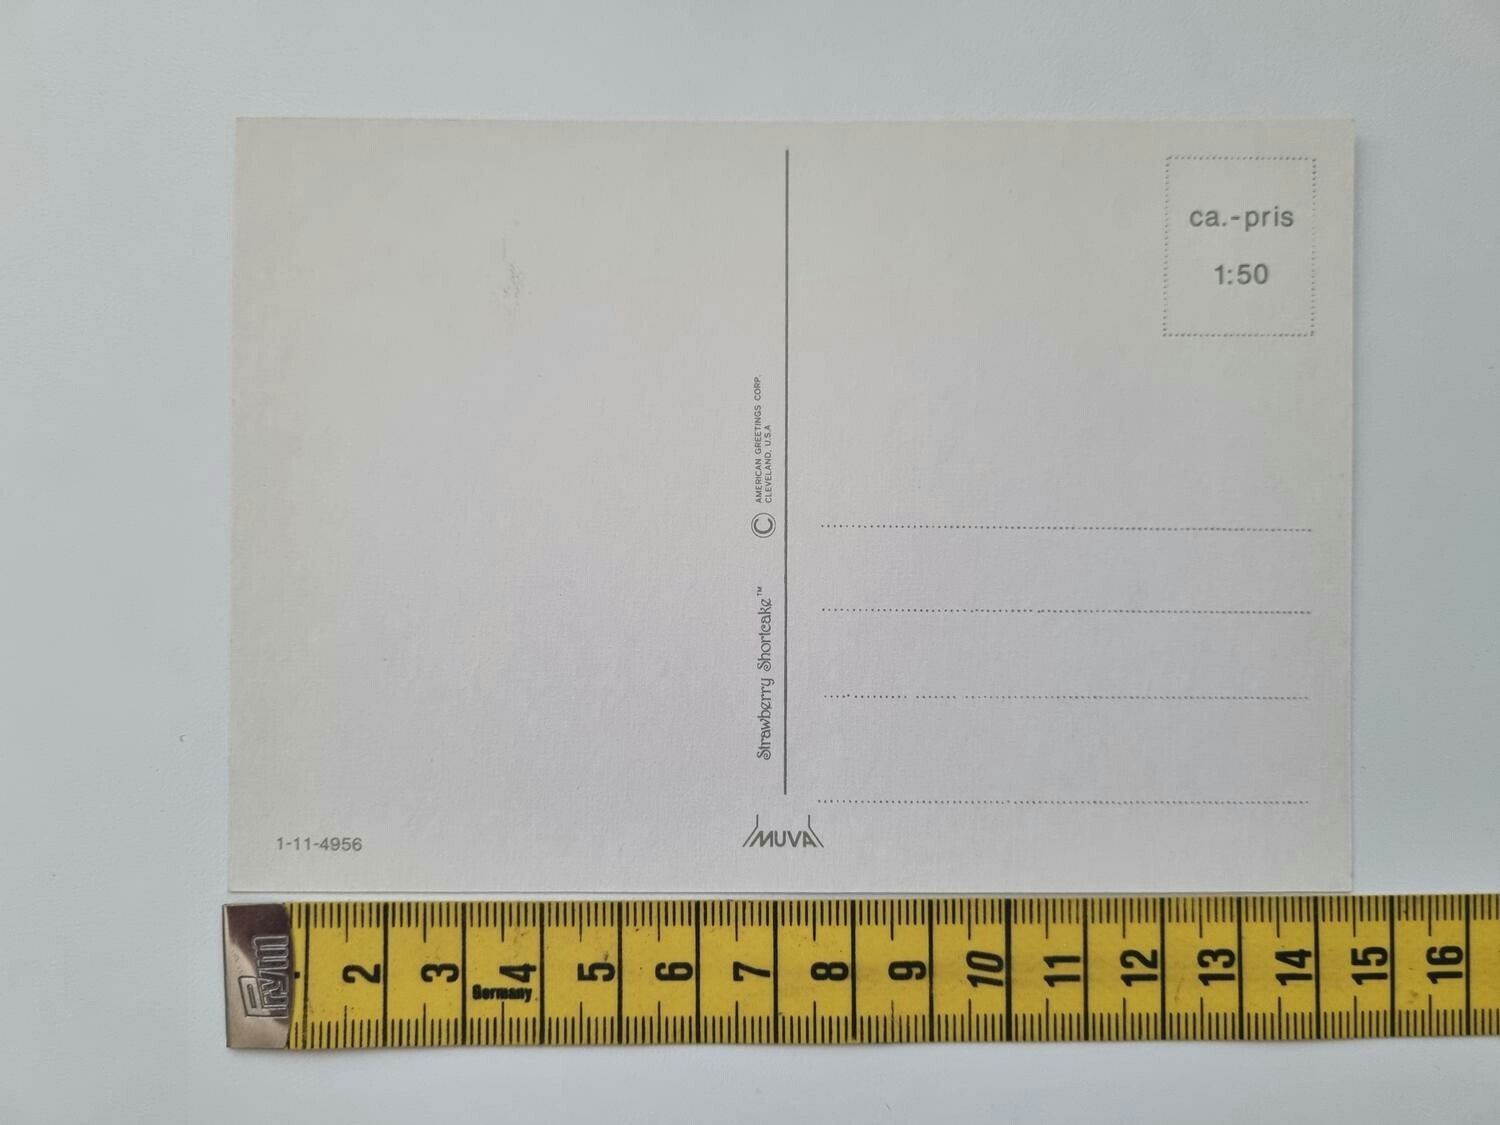 ca.-pris
1:50
AMERICAN GREETINGS CORP.
CLEVELAND, U.S.A
©
Strawberry Shortcake™
1-11-4956
MUVA
Prym
2 3 4 5 6 7 8 9 10 11 12 13 14 15 16
Germany